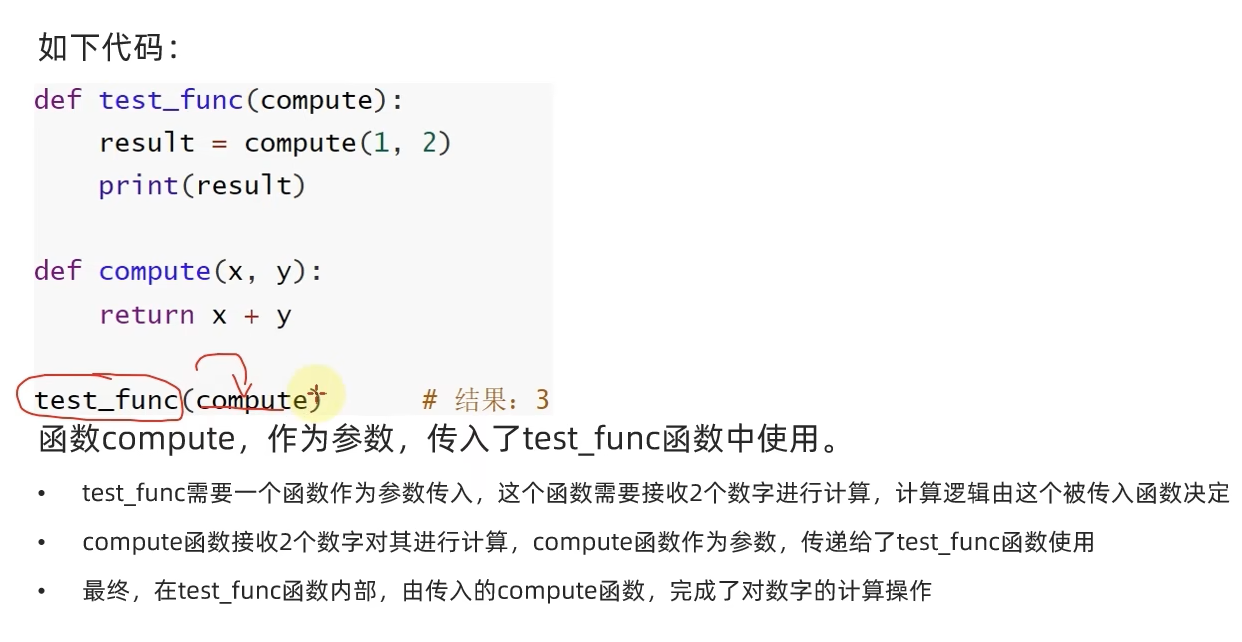 如下代码：
def test_func(compute):
    result = compute(1, 2)
    print(result)
def compute(x, y):
    return x + y
test_func(compute)        # 结果：3
函数compute，作为参数，传入了test_func函数中使用。
• test_func需要一个函数作为参数传入，这个函数需要接收2个数字进行计算，计算逻辑由这个被传入函数决定
• compute函数接收2个数字对其进行计算，compute函数作为参数，传递给了test_func函数使用
• 最终，在test_func函数内部，由传入的compute函数，完成了对数字的计算操作